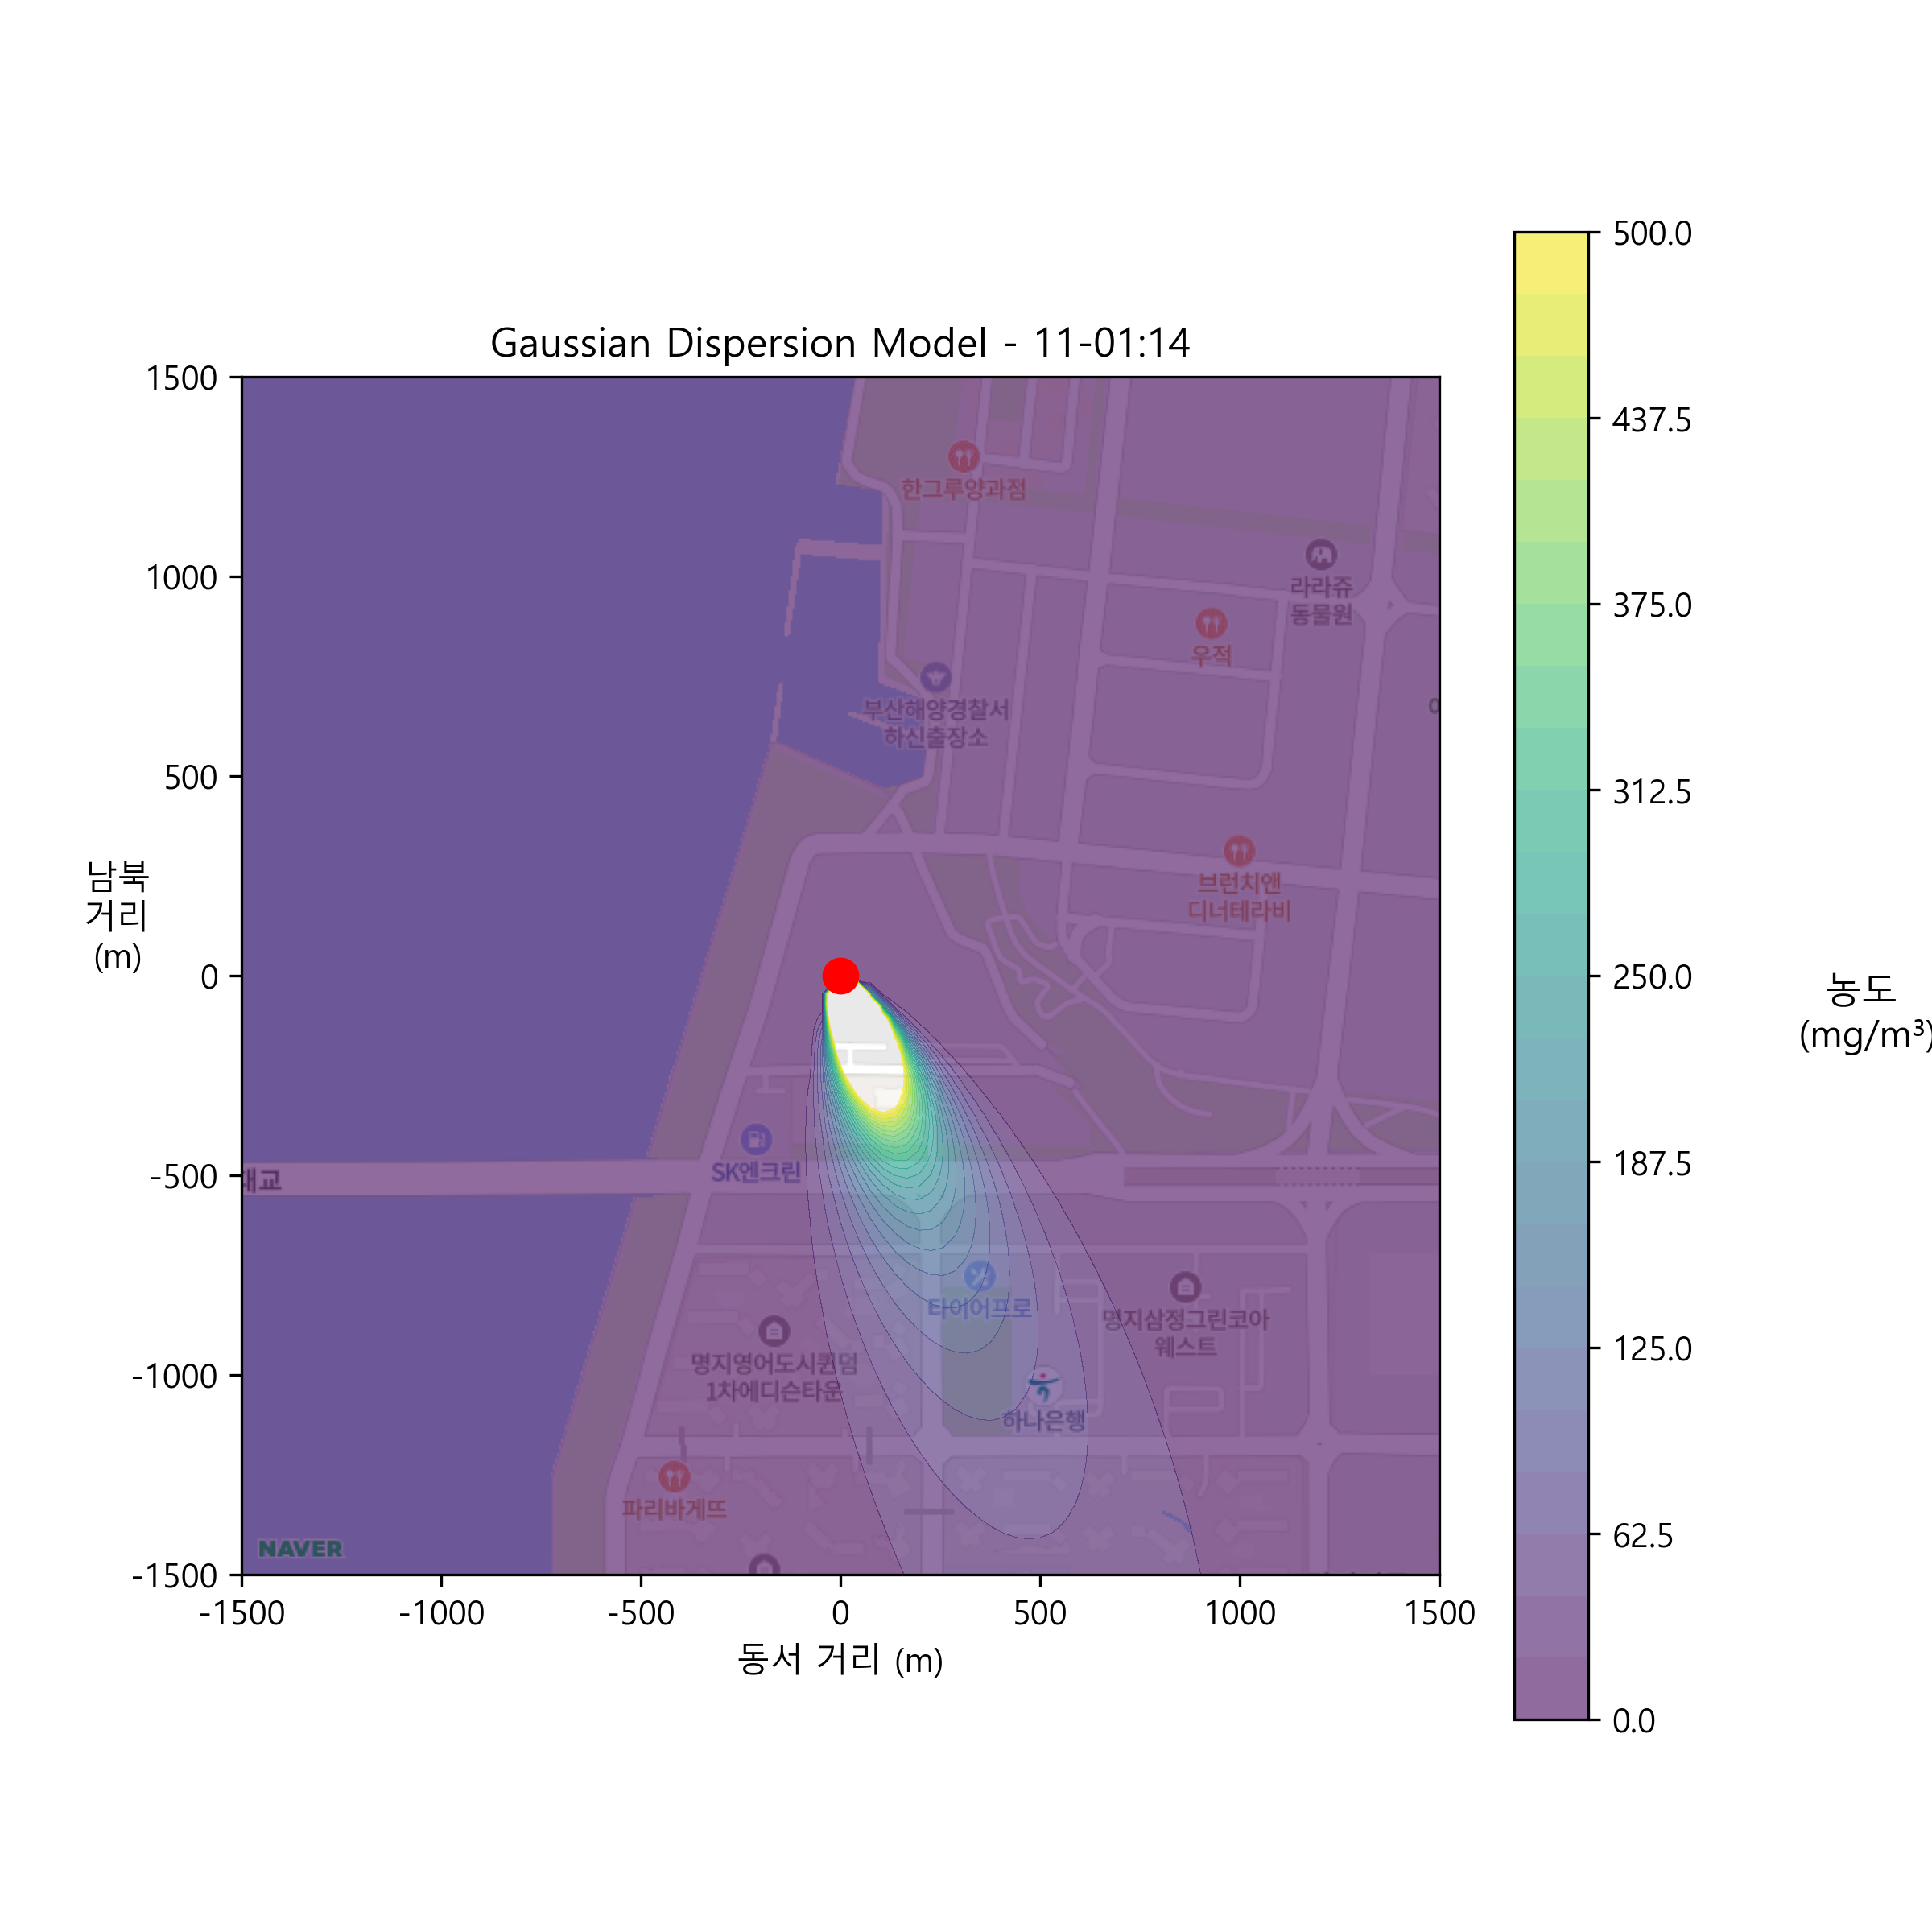 Gaussian Dispersion Model - 11-01:14
1500
1000
500
0
-500
-1000
-1500
남북
거리
(m)
한그루양과점
라라쥬
동물원
우적
부산해양경찰서
하신출장소
브런치앤
디너테라비
SK엔크린
대교
타이어프로
명지삼정그린코아
웨스트
명지영어도시퀸덤
1차에디슨타운
하나은행
파리바게뜨
NAVER
-1500
-1000
-500
0
500
1000
1500
동서 거리 (m)
500.0
437.5
375.0
312.5
250.0
187.5
125.0
62.5
0.0
농도
(mg/m³)